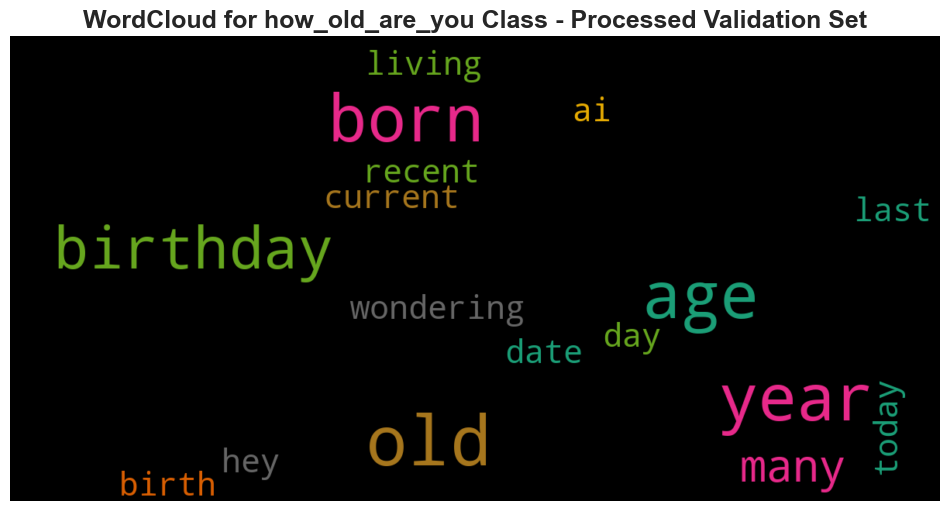 WordCloud for how_old_are_you Class - Processed Validation Set
living
born
ai
recent
current
last
birthday
age
wondering
day
date
year
old
today
many
hey
birth